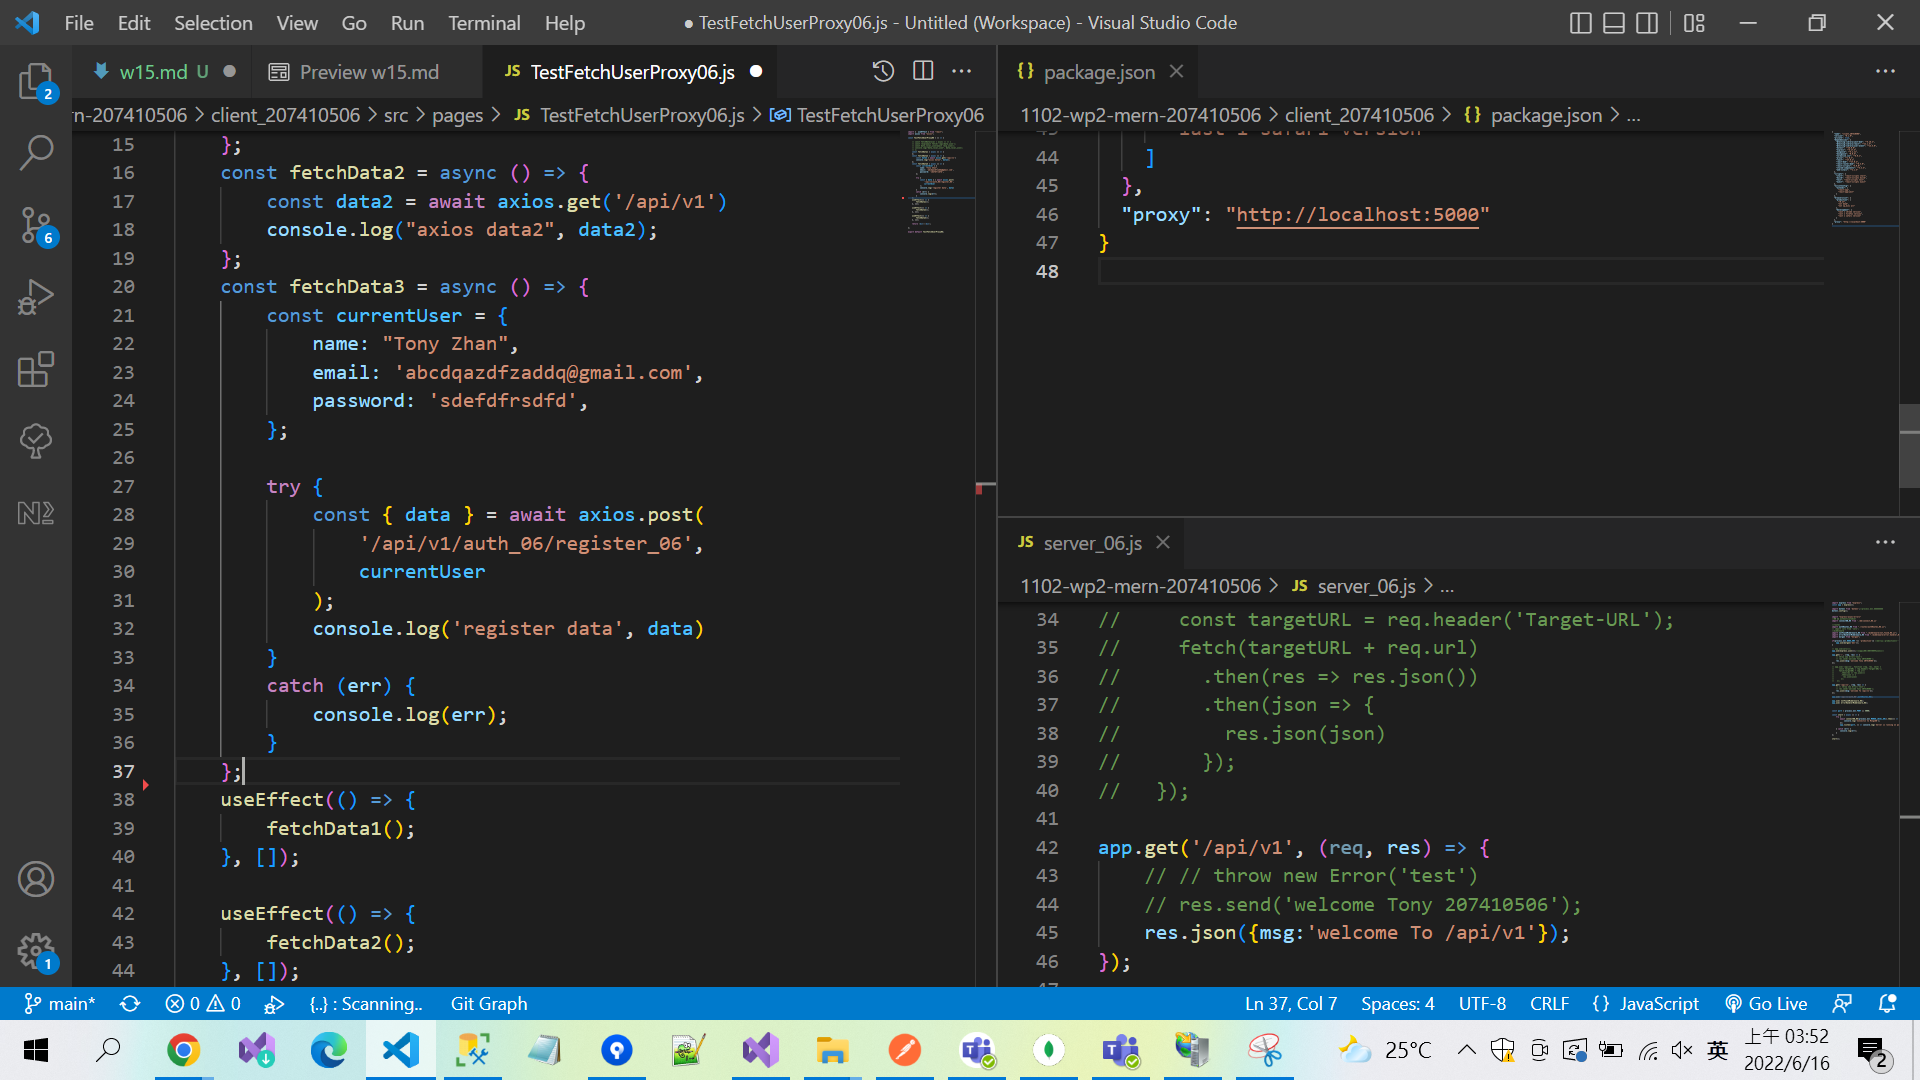 File Edit Selection View Go Run Terminal Help
● TestFetchUserProxy06.js - Untitled (Workspace) - Visual Studio Code
w15.md U ●
Preview w15.md
JS TestFetchUserProxy06.js ●
rn-207410506 > client_207410506 > src > pages > JS TestFetchUserProxy06.js > TestFetchUserProxy06
15 };
16 const fetchData2 = async () => {
17 const data2 = await axios.get('/api/v1')
18 console.log("axios data2", data2);
19 };
20 const fetchData3 = async () => {
21 const currentUser = {
22 name: "Tony Zhan",
23 email: 'abcdqazdfzaddq@gmail.com',
24 password: 'sdefdfrsdfd',
25 };
26
27 try {
28 const { data } = await axios.post(
29 '/api/v1/auth_06/register_06',
30 currentUser
31 );
32 console.log('register data', data)
33 }
34 catch (err) {
35 console.log(err);
36 }
37 };
38 useEffect(() => {
39 fetchData1();
40 }, []);
41
42 useEffect(() => {
43 fetchData2();
44 }, []);
{} package.json
1102-wp2-mern-207410506 > client_207410506 > {} package.json > ...
43 "last 1 safari version"
44 ]
45 },
46 "proxy": "http://localhost:5000"
47 }
48
JS server_06.js
1102-wp2-mern-207410506 > JS server_06.js > ...
34 // const targetURL = req.header('Target-URL');
35 // fetch(targetURL + req.url)
36 // .then(res => res.json())
37 // .then(json => {
38 // res.json(json)
39 // });
40 // });
41
42 app.get('/api/v1', (req, res) => {
43 // // throw new Error('test')
44 // res.send('welcome Tony 207410506');
45 res.json({msg:'welcome To /api/v1'});
46 });
47
2
6
1
main* 0 0 {..} : Scanning.. Git Graph
Ln 37, Col 7 Spaces: 4 UTF-8 CRLF {} JavaScript Go Live
25°C 英 上午 03:52
2022/6/16
2